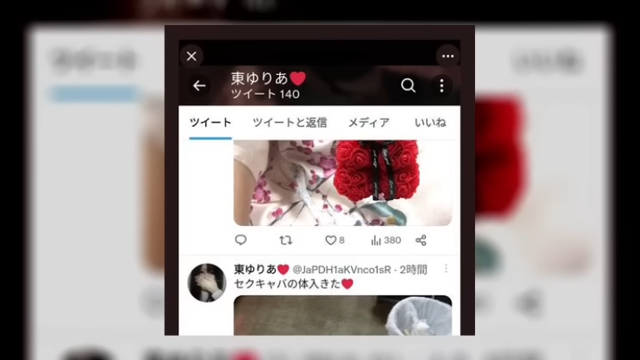 東ゆりあ❤
ツイート 140
ツイート ツイートと返信 メディア いいね
8 380
東ゆりあ❤ @JaPDH1aKVnco1sR · 2時間
セクキャバの体入きた❤